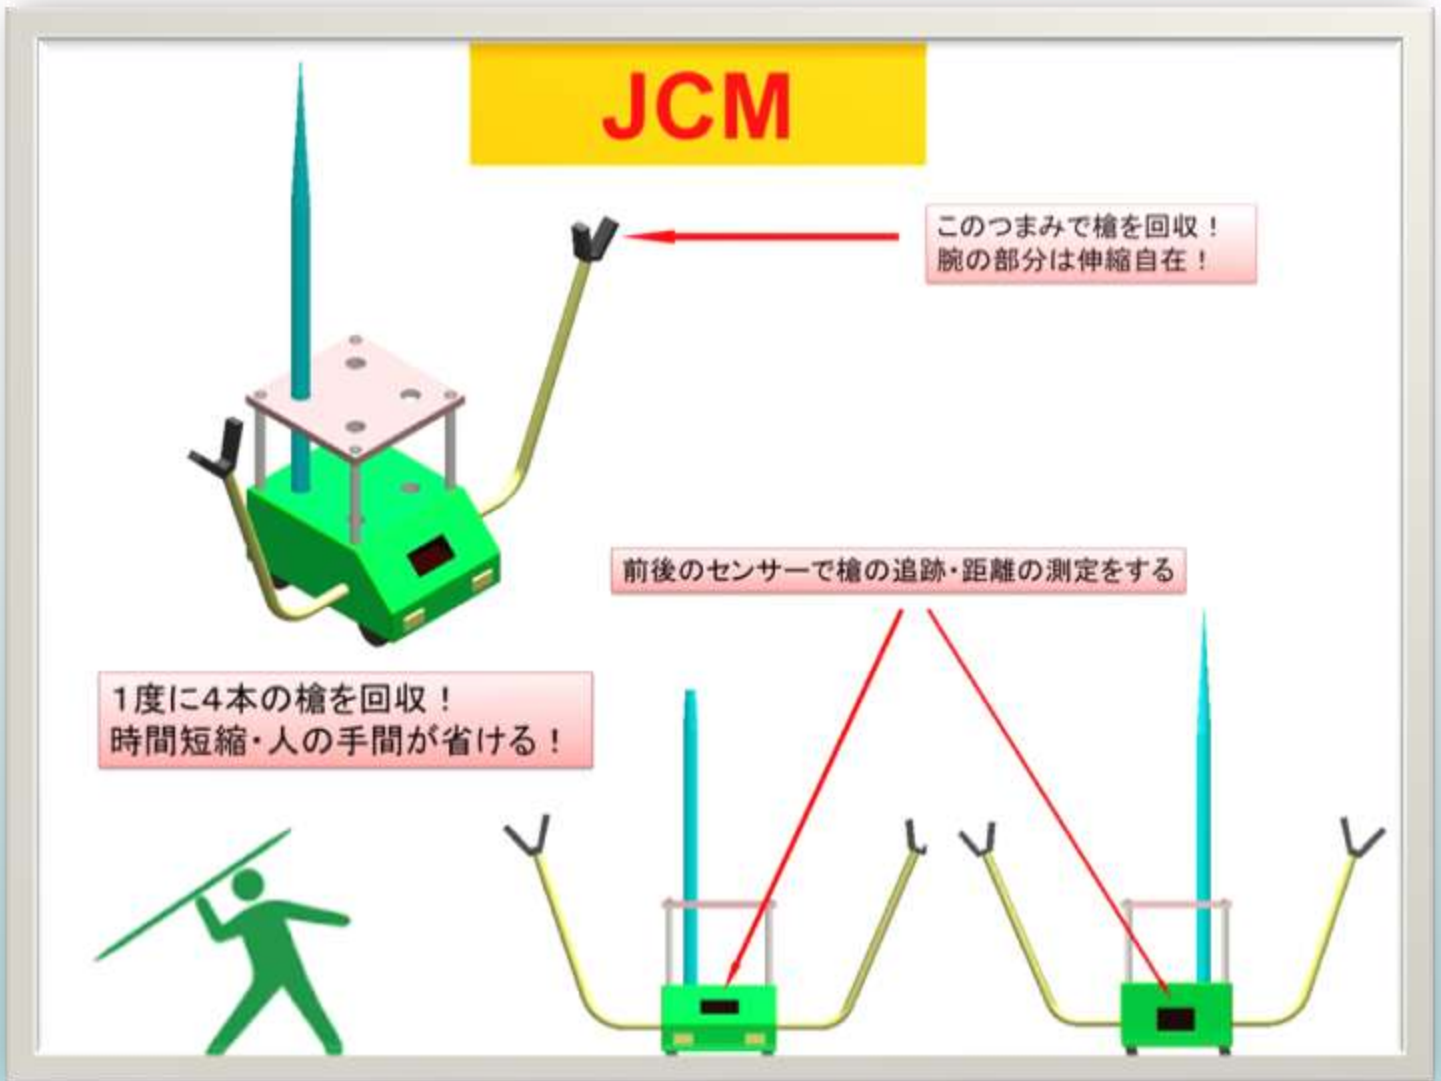 JCM
このつまみで槍を回収！
腕の部分は伸縮自在！
前後のセンサーで槍の追跡・距離の測定をする
１度に４本の槍を回収！
時間短縮・人の手間が省ける！